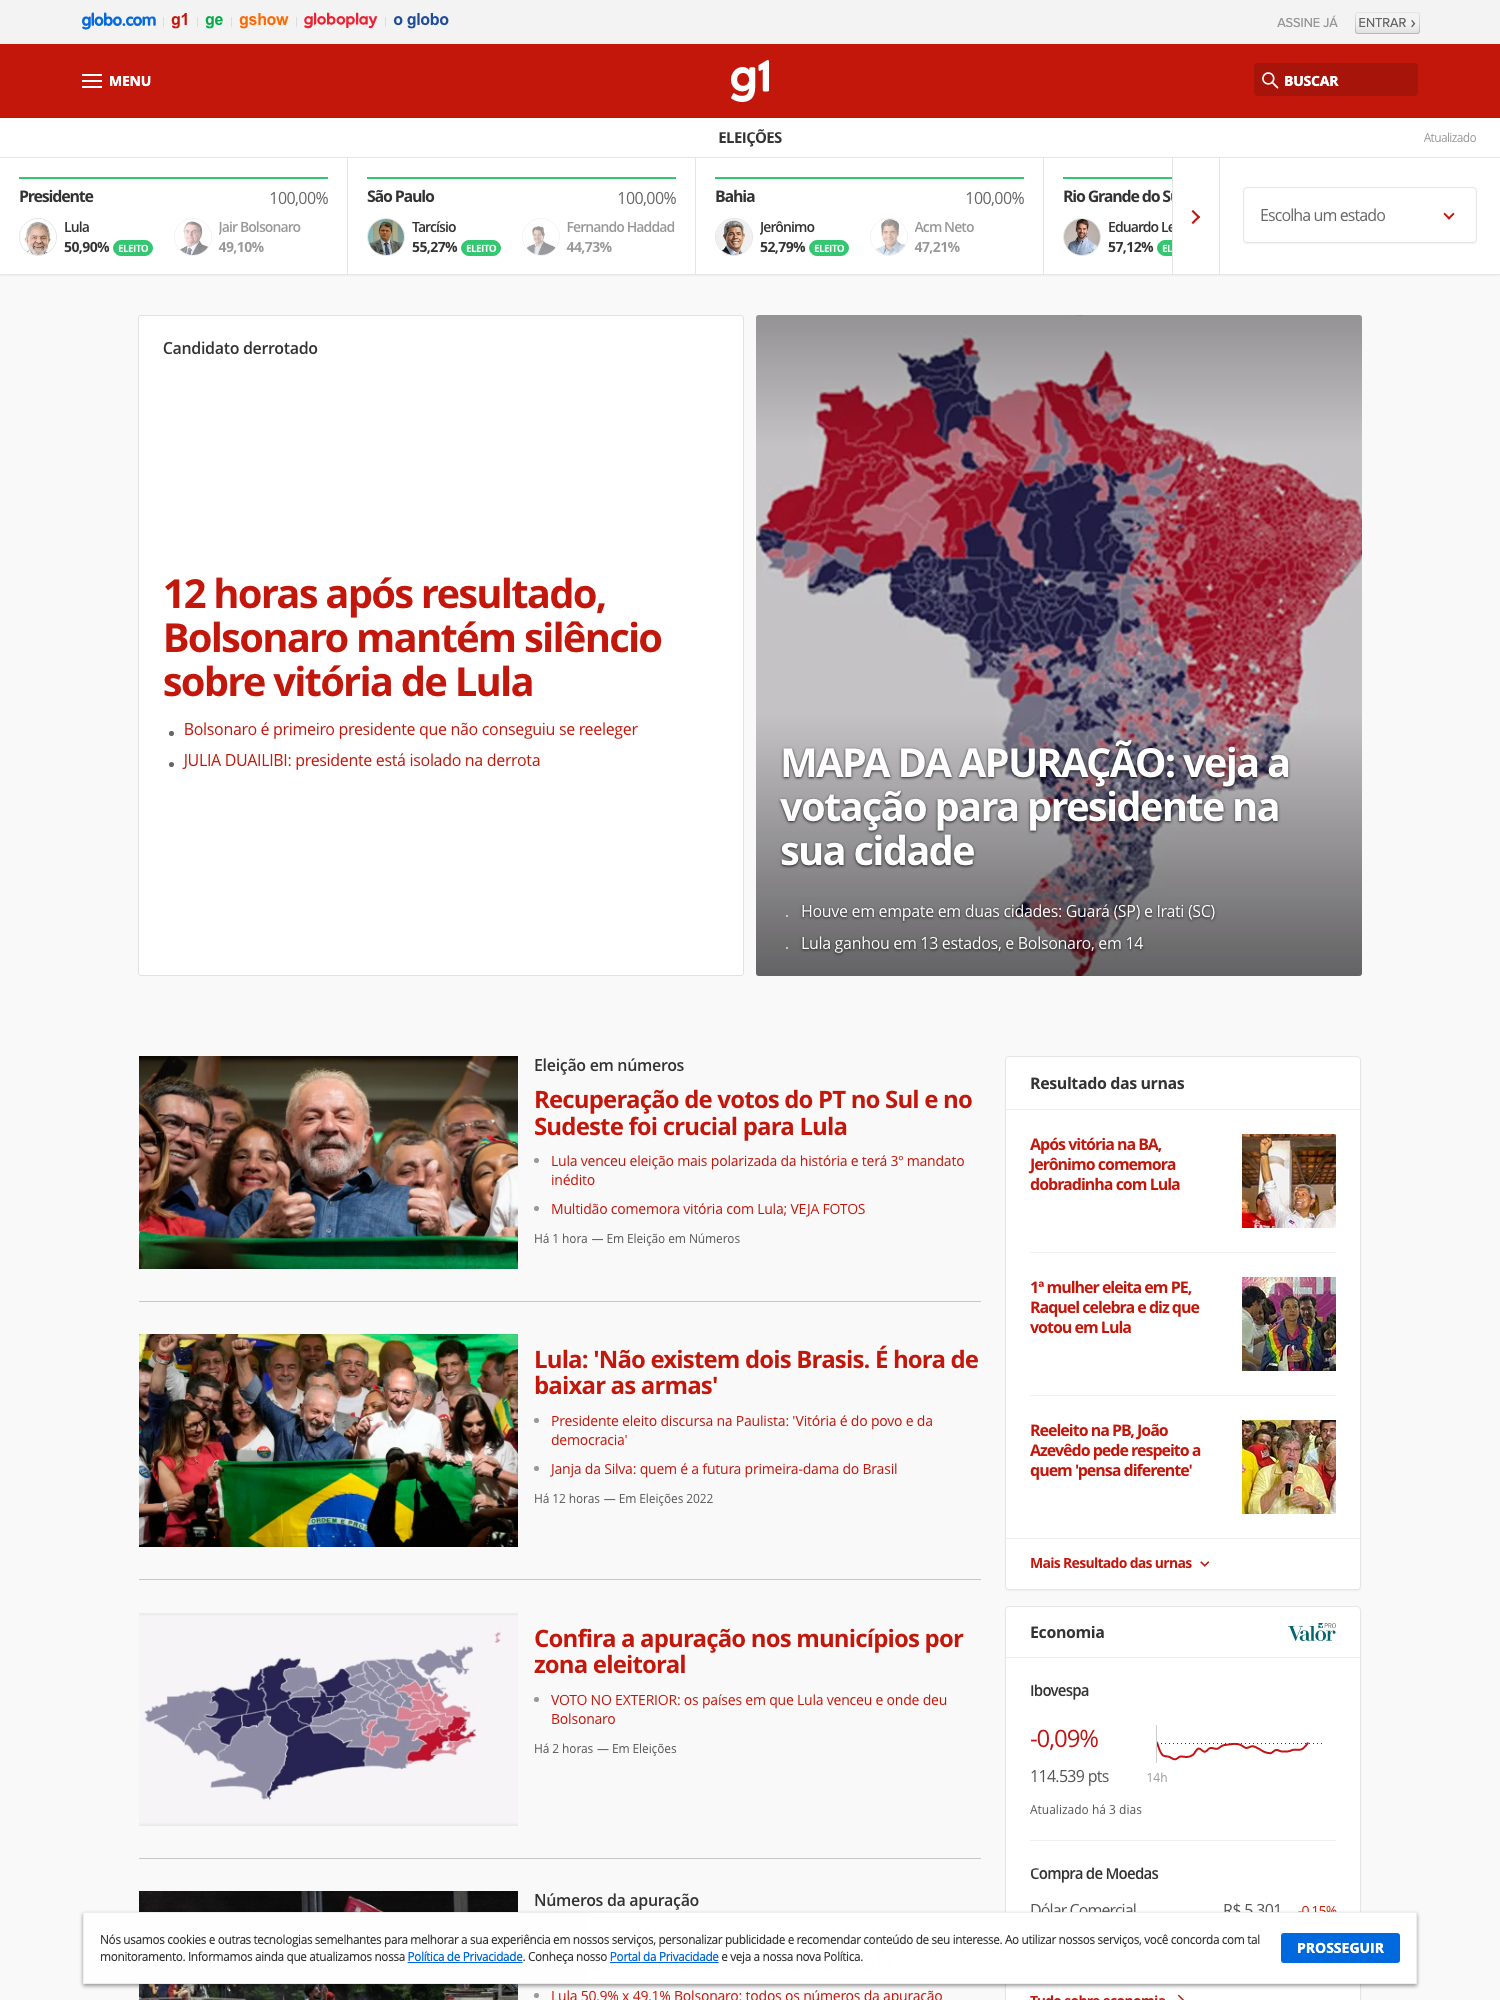 globo.com g1 ge gshow globoplay o globo
ASSINE JÁ ENTRAR ›
MENU
g1
BUSCAR
ELEIÇÕES
Atualizado
Presidente 100,00%
Lula
50,90% ELEITO
Jair Bolsonaro
49,10%
São Paulo 100,00%
Tarcísio
55,27% ELEITO
Fernando Haddad
44,73%
Bahia 100,00%
Jerônimo
52,79% ELEITO
Acm Neto
47,21%
Rio Grande do Su
Eduardo Le
57,12% EL
Escolha um estado
Candidato derrotado
12 horas após resultado,
Bolsonaro mantém silêncio
sobre vitória de Lula
Bolsonaro é primeiro presidente que não conseguiu se reeleger
JULIA DUAILIBI: presidente está isolado na derrota
MAPA DA APURAÇÃO: veja a
votação para presidente na
sua cidade
Houve em empate em duas cidades: Guará (SP) e Irati (SC)
Lula ganhou em 13 estados, e Bolsonaro, em 14
Eleição em números
Recuperação de votos do PT no Sul e no
Sudeste foi crucial para Lula
Lula venceu eleição mais polarizada da história e terá 3º mandato
inédito
Multidão comemora vitória com Lula; VEJA FOTOS
Há 1 hora — Em Eleição em Números
Lula: 'Não existem dois Brasis. É hora de
baixar as armas'
Presidente eleito discursa na Paulista: 'Vitória é do povo e da
democracia'
Janja da Silva: quem é a futura primeira-dama do Brasil
Há 12 horas — Em Eleições 2022
ORDEM E PRO
Confira a apuração nos municípios por
zona eleitoral
VOTO NO EXTERIOR: os países em que Lula venceu e onde deu
Bolsonaro
Há 2 horas — Em Eleições
Números da apuração
Lula 50,9% x 49,1% Bolsonaro: todos os números da apuração
Resultado das urnas
Após vitória na BA,
Jerônimo comemora
dobradinha com Lula
1ª mulher eleita em PE,
Raquel celebra e diz que
votou em Lula
Reeleito na PB, João
Azevêdo pede respeito a
quem 'pensa diferente'
Mais Resultado das urnas
Economia
Valor PRO
Ibovespa
-0,09%
114.539 pts
14h
Atualizado há 3 dias
Compra de Moedas
Dólar Comercial R$ 5,301 -0,15%
Tudo sobre economia
Nós usamos cookies e outras tecnologias semelhantes para melhorar a sua experiência em nossos serviços, personalizar publicidade e recomendar conteúdo de seu interesse. Ao utilizar nossos serviços, você concorda com tal
monitoramento. Informamos ainda que atualizamos nossa Política de Privacidade. Conheça nosso Portal da Privacidade e veja a nossa nova Política.
PROSSEGUIR